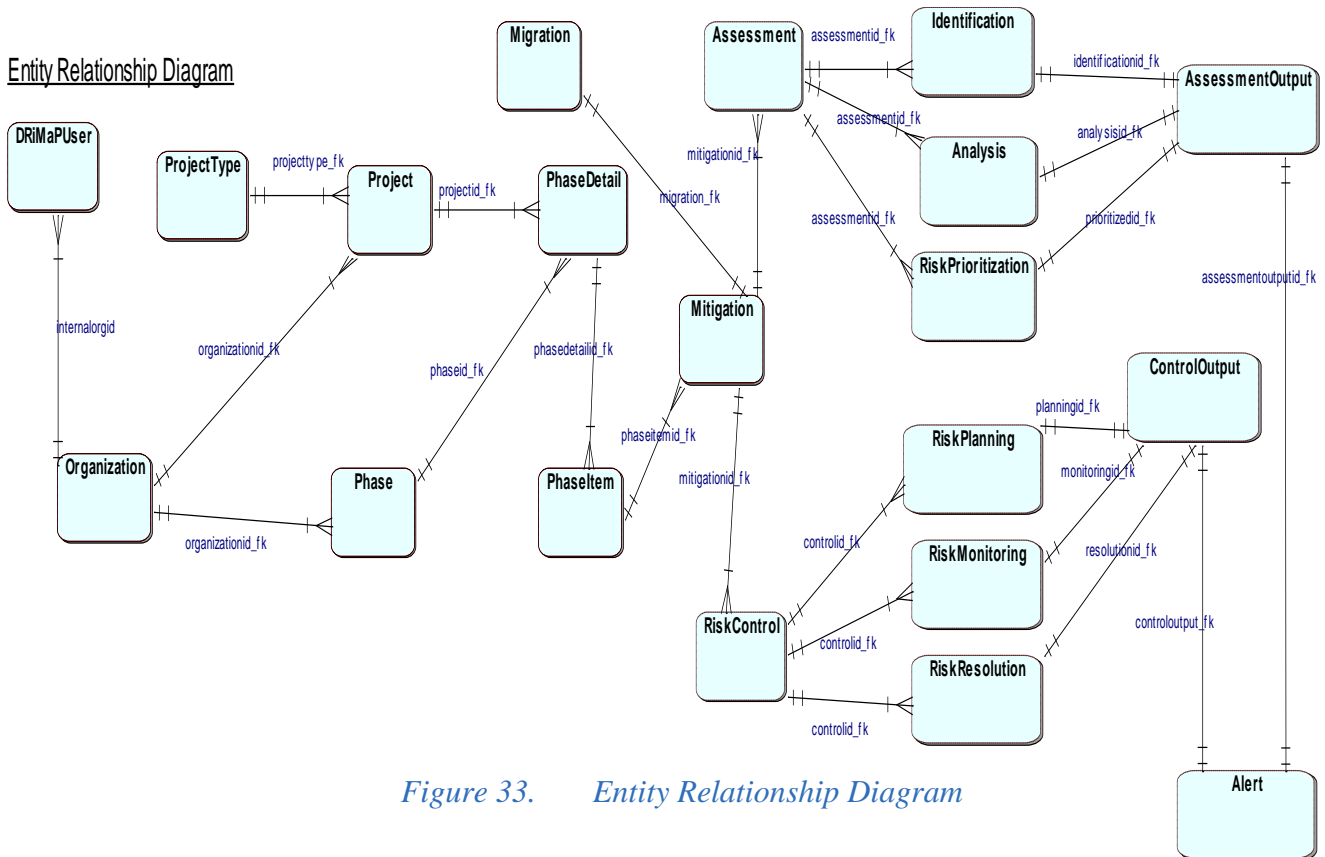 Entity Relationship Diagram
Migration
Assessment
assessmentid_fk
Identification
identificationid_fk
AssessmentOutput
DRiMaPUser
ProjectType
projecttype_fk
Project
projectid_fk
PhaseDetail
mitigationid_fk
assessmentid_fk
Analysis
analysisid_fk
migration_fk
assessmentid_fk
prioritizedid_fk
RiskPrioritization
assessmentoutputid_fk
Mitigation
internalorgid
organizationid_fk
phaseid_fk
phasedetailid_fk
ControlOutput
planningid_fk
RiskPlanning
phaseitemid_fk
monitoringid_fk
Organization
Phase
PhaseItem
mitigationid_fk
organizationid_fk
controlid_fk
RiskMonitoring
resolutionid_fk
RiskControl
controlid_fk
controloutput_fk
RiskResolution
controlid_fk
Alert
Figure 33. Entity Relationship Diagram